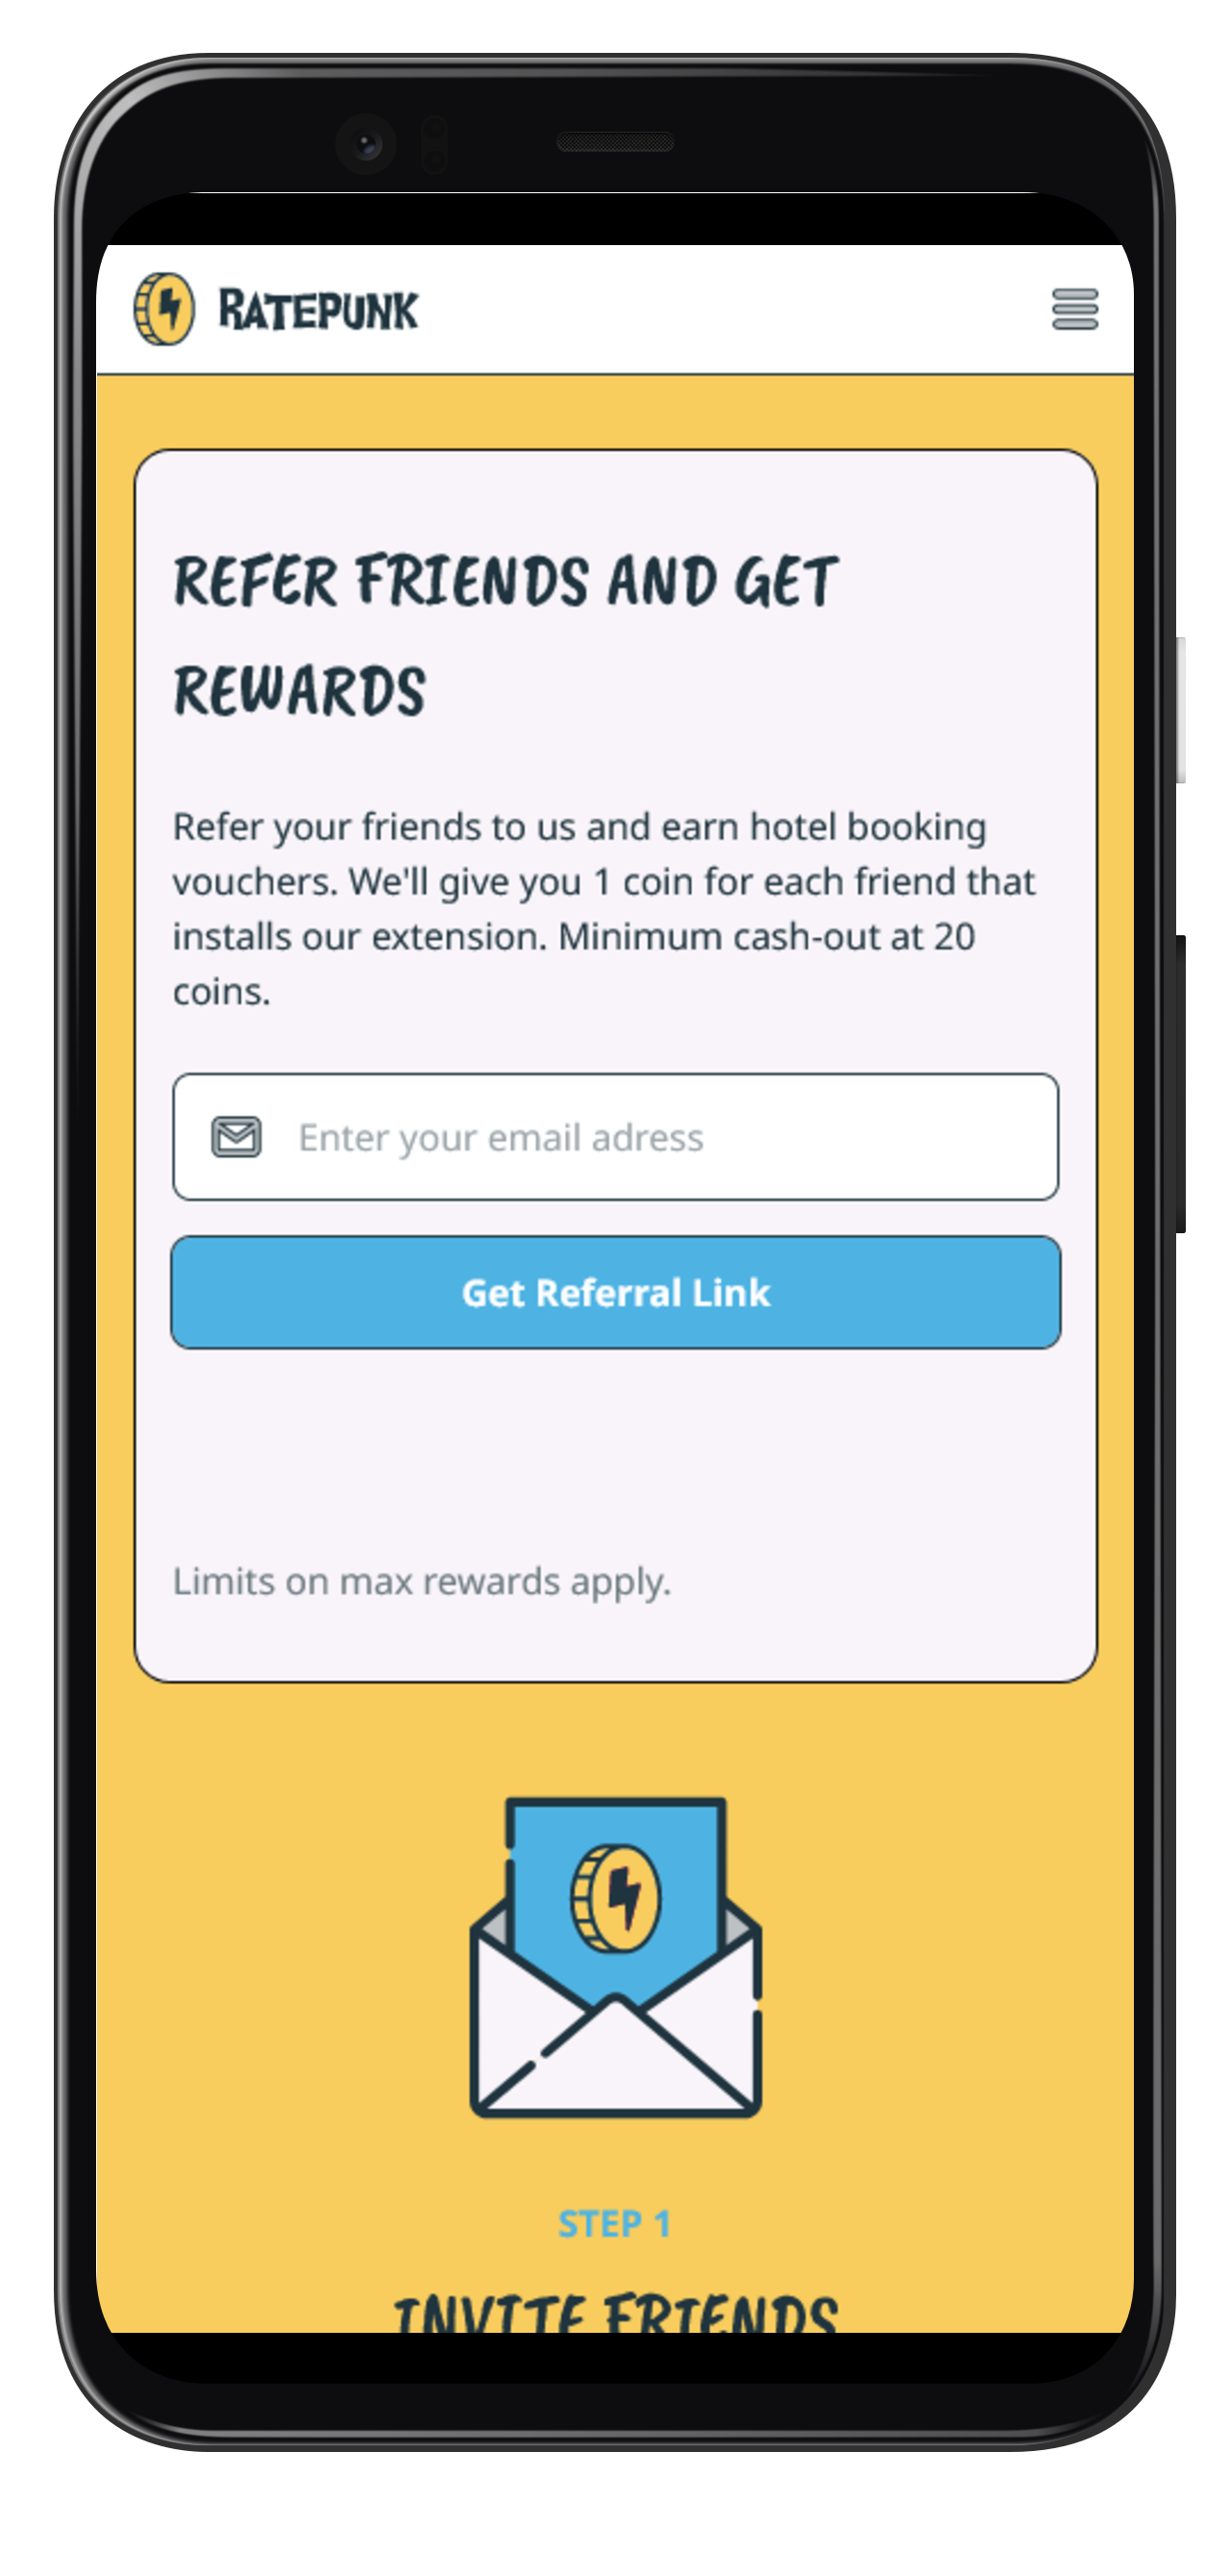 RATEPUNK
REFER FRIENDS AND GET
REWARDS
Refer your friends to us and earn hotel booking
vouchers. We'll give you 1 coin for each friend that
installs our extension. Minimum cash-out at 20
coins.
Enter your email adress
Get Referral Link
Limits on max rewards apply.
STEP 1
INVITE FRIENDS